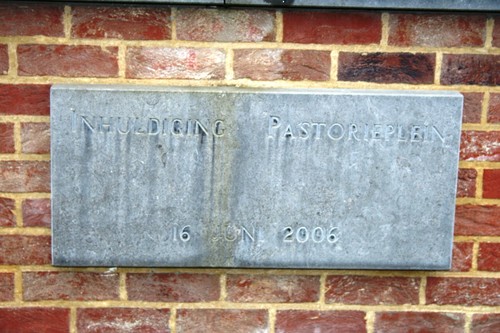 INHULDIGING PASTORIEPLEIN
16 JUNI 2006